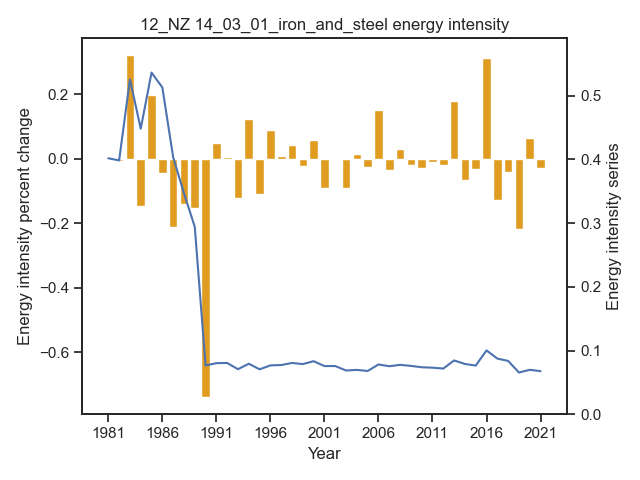 12_NZ 14_03_01_iron_and_steel energy intensity
Energy intensity percent change
0.2
0.0
−0.2
−0.4
−0.6
0.5
0.4
0.3
0.2
0.1
0.0
Energy intensity series
1981 1986 1991 1996 2001 2006 2011 2016 2021
Year